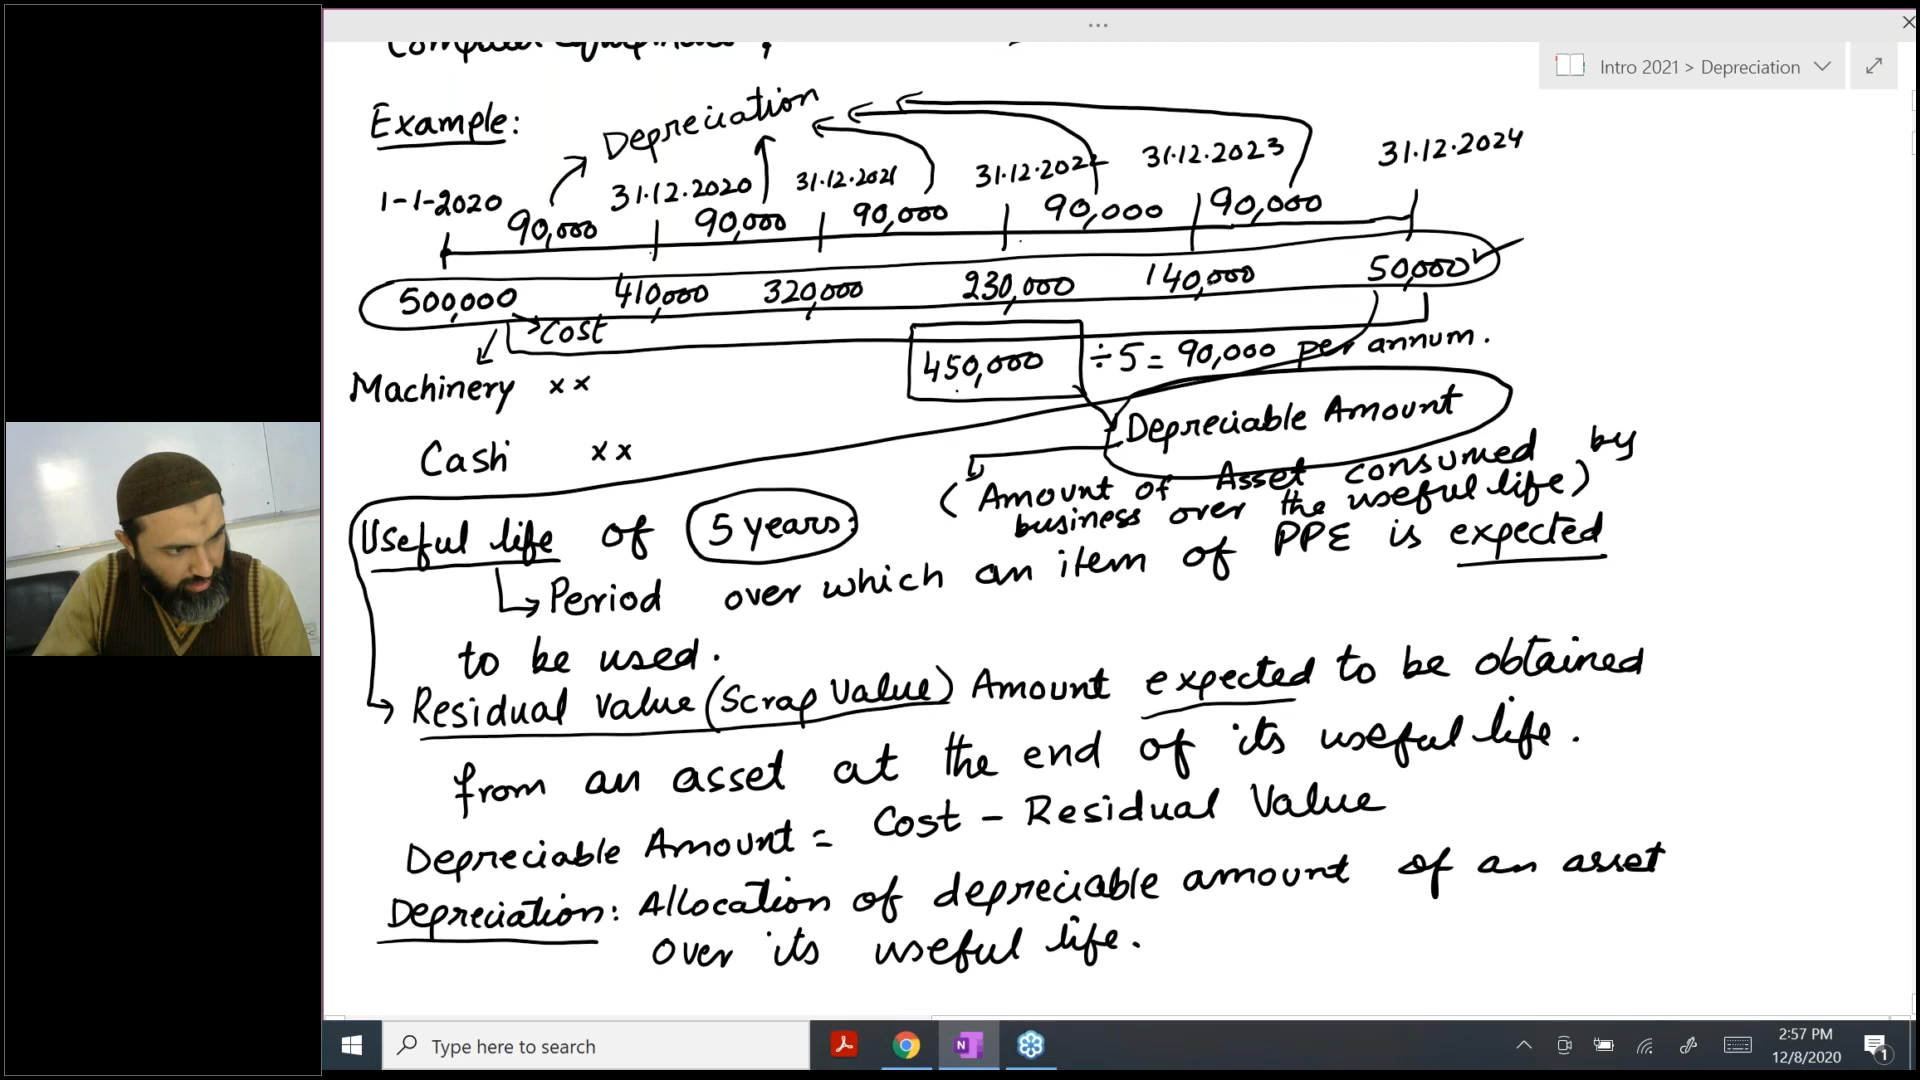 Computer Equipment,
Intro 2021 > Depreciation
Example:
Depreciation
1-1-2020 31.12.2020 31.12.2021 31.12.2022 31.12.2023 31.12.2024
90,000 90,000 90,000 90,000 90,000
500,000 410,000 320,000 230,000 140,000 50,000
Cost
450,000 ÷ 5 = 90,000 per annum.
Machinery xx
Depreciable Amount
Cash xx
(Amount of Asset consumed by
business over the useful life)
Useful life of 5 years:
Period over which an item of PPE is expected
to be used.
Residual Value (Scrap Value) Amount expected to be obtained
from an asset at the end of its useful life.
Depreciable Amount = Cost - Residual Value
Depreciation: Allocation of depreciable amount of an asset
over its useful life.
Type here to search
2:57 PM
12/8/2020
1